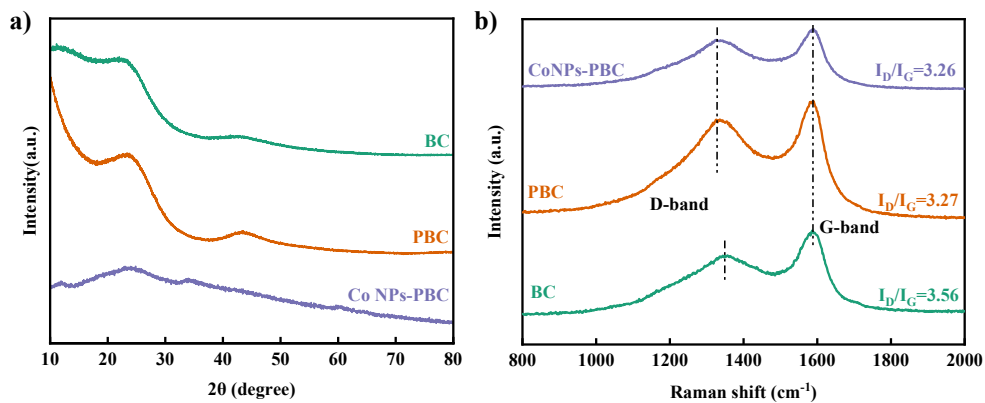 a)
Intensity(a.u.)
BC
PBC
Co NPs-PBC
10 20 30 40 50 60 70 80
2θ (degree)
b)
Intensity (a.u.)
CoNPs-PBC
I_D/I_G=3.26
PBC
D-band
I_D/I_G=3.27
G-band
BC
I_D/I_G=3.56
800 1000 1200 1400 1600 1800 2000
Raman shift (cm⁻¹)